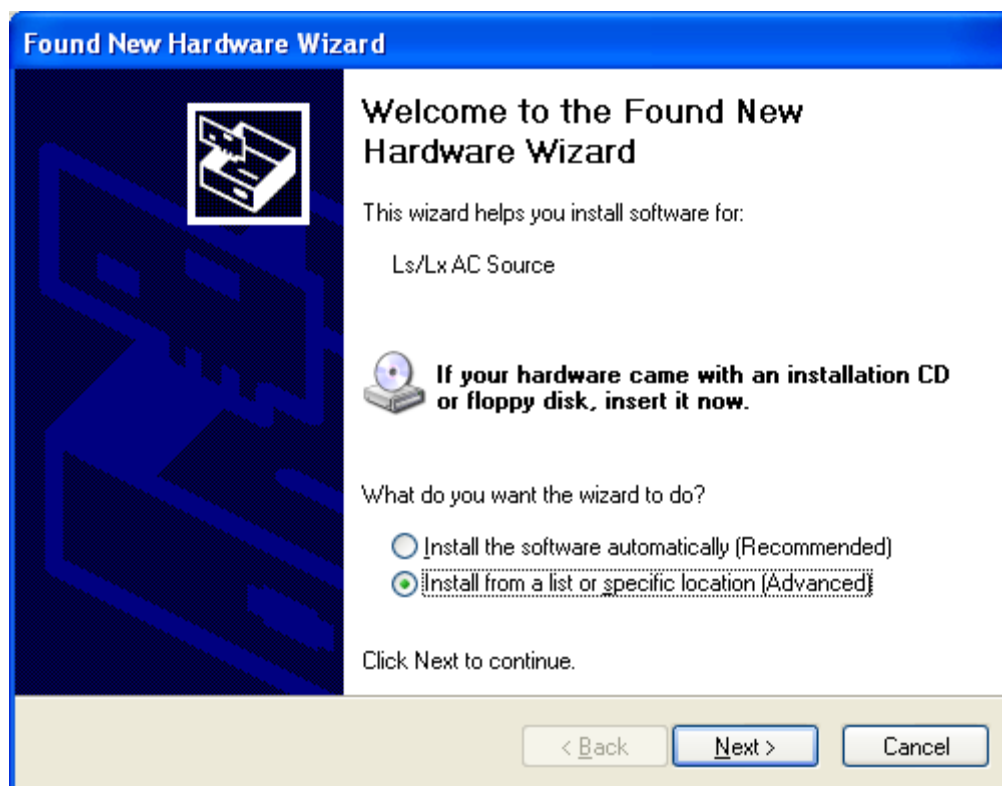 Found New Hardware Wizard
Welcome to the Found New
Hardware Wizard
This wizard helps you install software for:
Ls/Lx AC Source
If your hardware came with an installation CD
or floppy disk, insert it now.
What do you want the wizard to do?
Install the software automatically (Recommended)
Install from a list or specific location (Advanced)
Click Next to continue.
< Back
Next >
Cancel